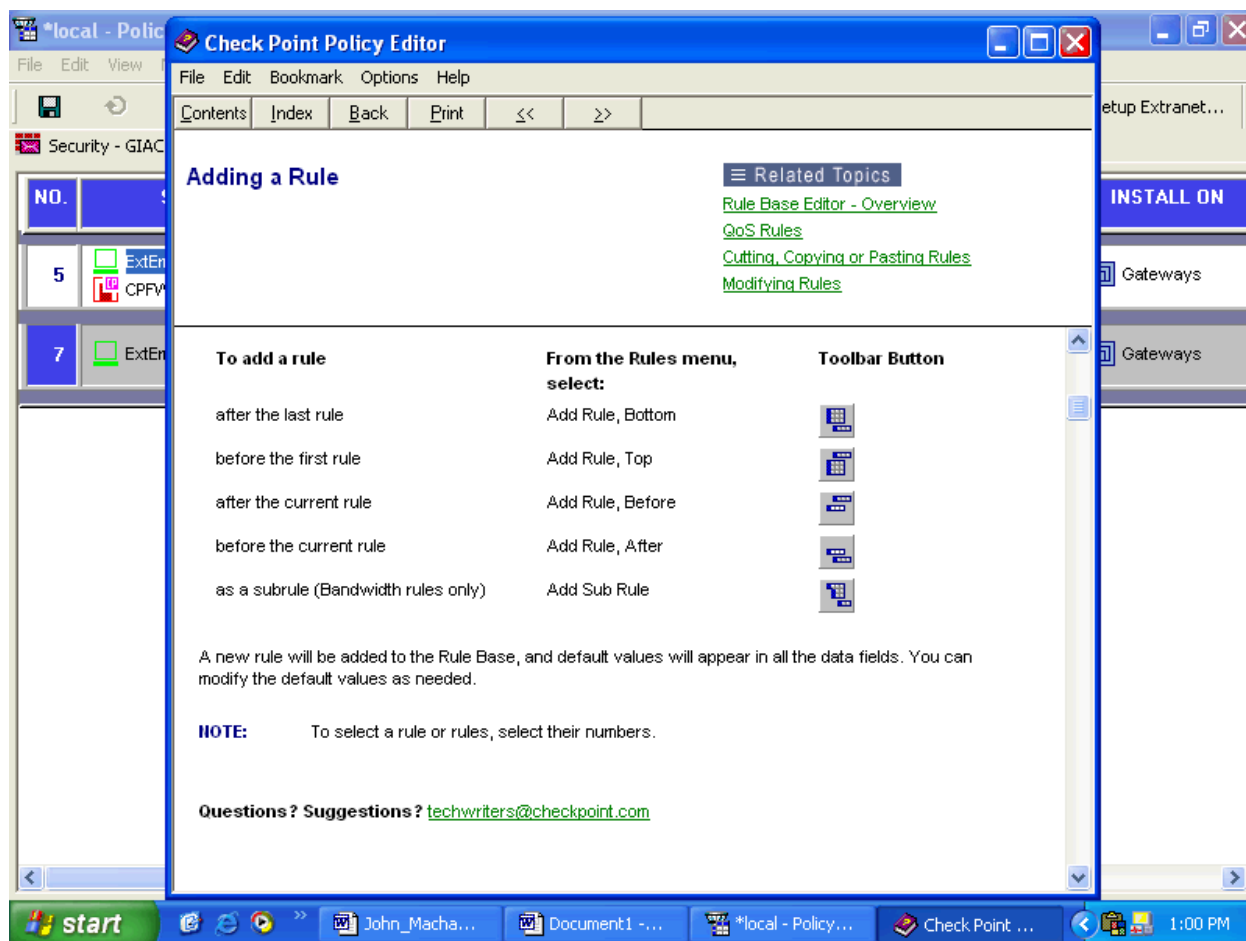 *local - Polic
Check Point Policy Editor
File Edit View
File Edit Bookmark Options Help
Contents Index Back Print << >>
etup Extranet...
Security - GIAC
Adding a Rule
Related Topics
Rule Base Editor - Overview
QoS Rules
Cutting, Copying or Pasting Rules
Modifying Rules
NO.
INSTALL ON
5
ExtEn
CPFW
Gateways
7
ExtEn
Gateways
To add a rule From the Rules menu, select: Toolbar Button
after the last rule Add Rule, Bottom
before the first rule Add Rule, Top
after the current rule Add Rule, Before
before the current rule Add Rule, After
as a subrule (Bandwidth rules only) Add Sub Rule
A new rule will be added to the Rule Base, and default values will appear in all the data fields. You can
modify the default values as needed.
NOTE: To select a rule or rules, select their numbers.
Questions? Suggestions? techwriters@checkpoint.com
start
John_Macha...
Document1 -...
*local - Policy...
Check Point ...
1:00 PM